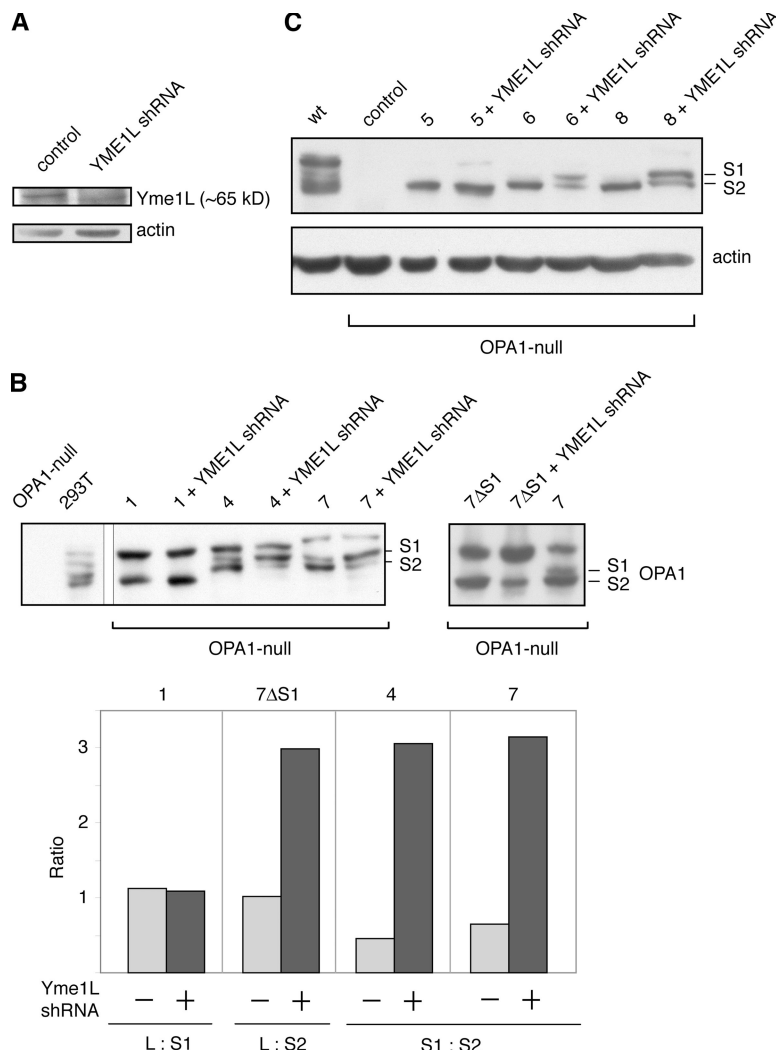 A
control
YME1L shRNA
Yme1L (~65 kD)
actin
C
wt
control
5
5 + YME1L shRNA
6
6 + YME1L shRNA
8
8 + YME1L shRNA
S1
S2
actin
OPA1-null
B
OPA1-null
293T
1
1 + YME1L shRNA
4
4 + YME1L shRNA
7
7 + YME1L shRNA
S1
S2
OPA1-null
7ΔS1
7ΔS1 + YME1L shRNA
7
S1
S2
OPA1
OPA1-null
1 7ΔS1 4 7
3
2
1
Ratio
Yme1L
shRNA
− + − + − + − +
L : S1 L : S2 S1 : S2